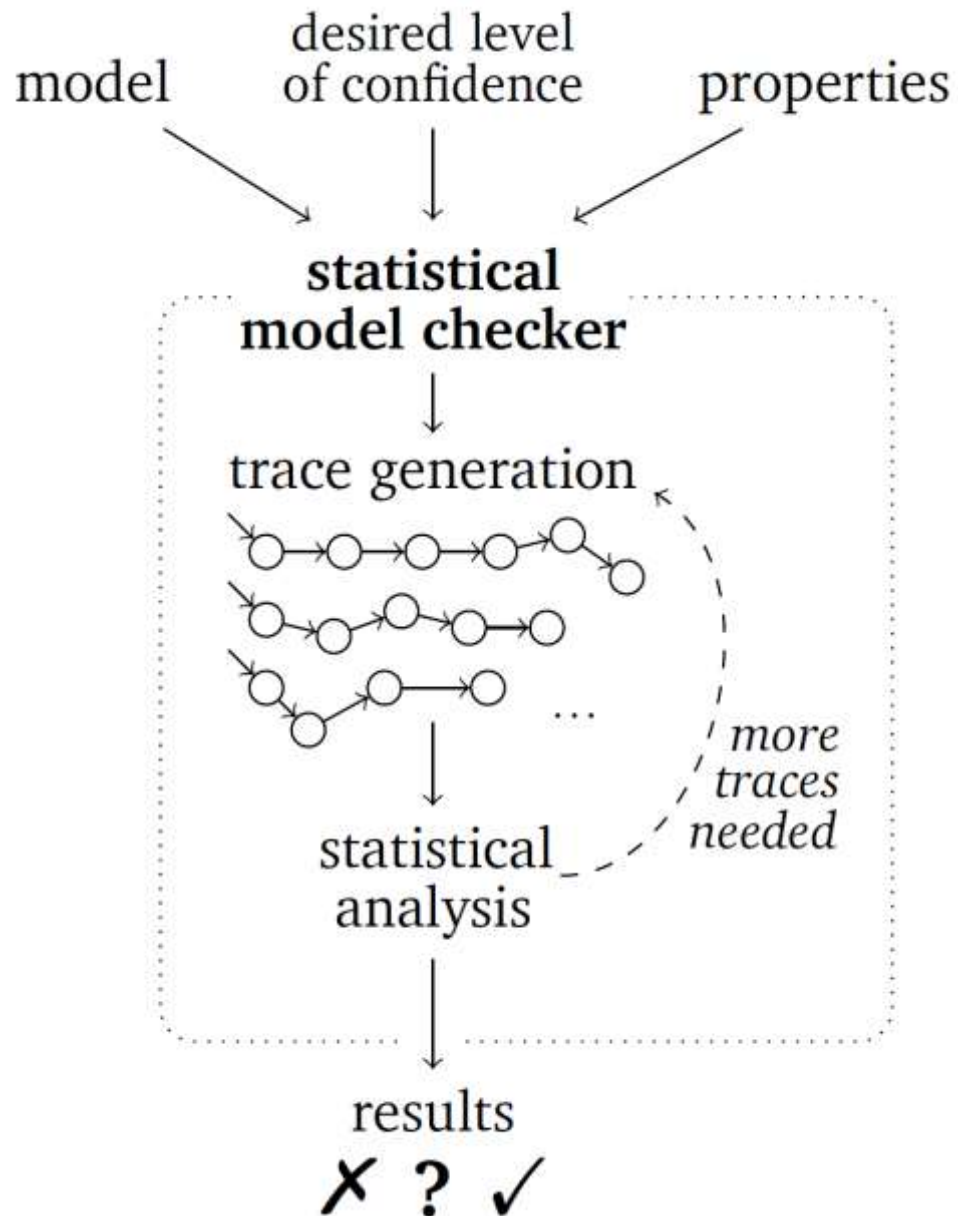 model
desired level
of confidence
properties
statistical
model checker
trace generation
...
more
traces
needed
statistical
analysis
results
✗ ? ✓